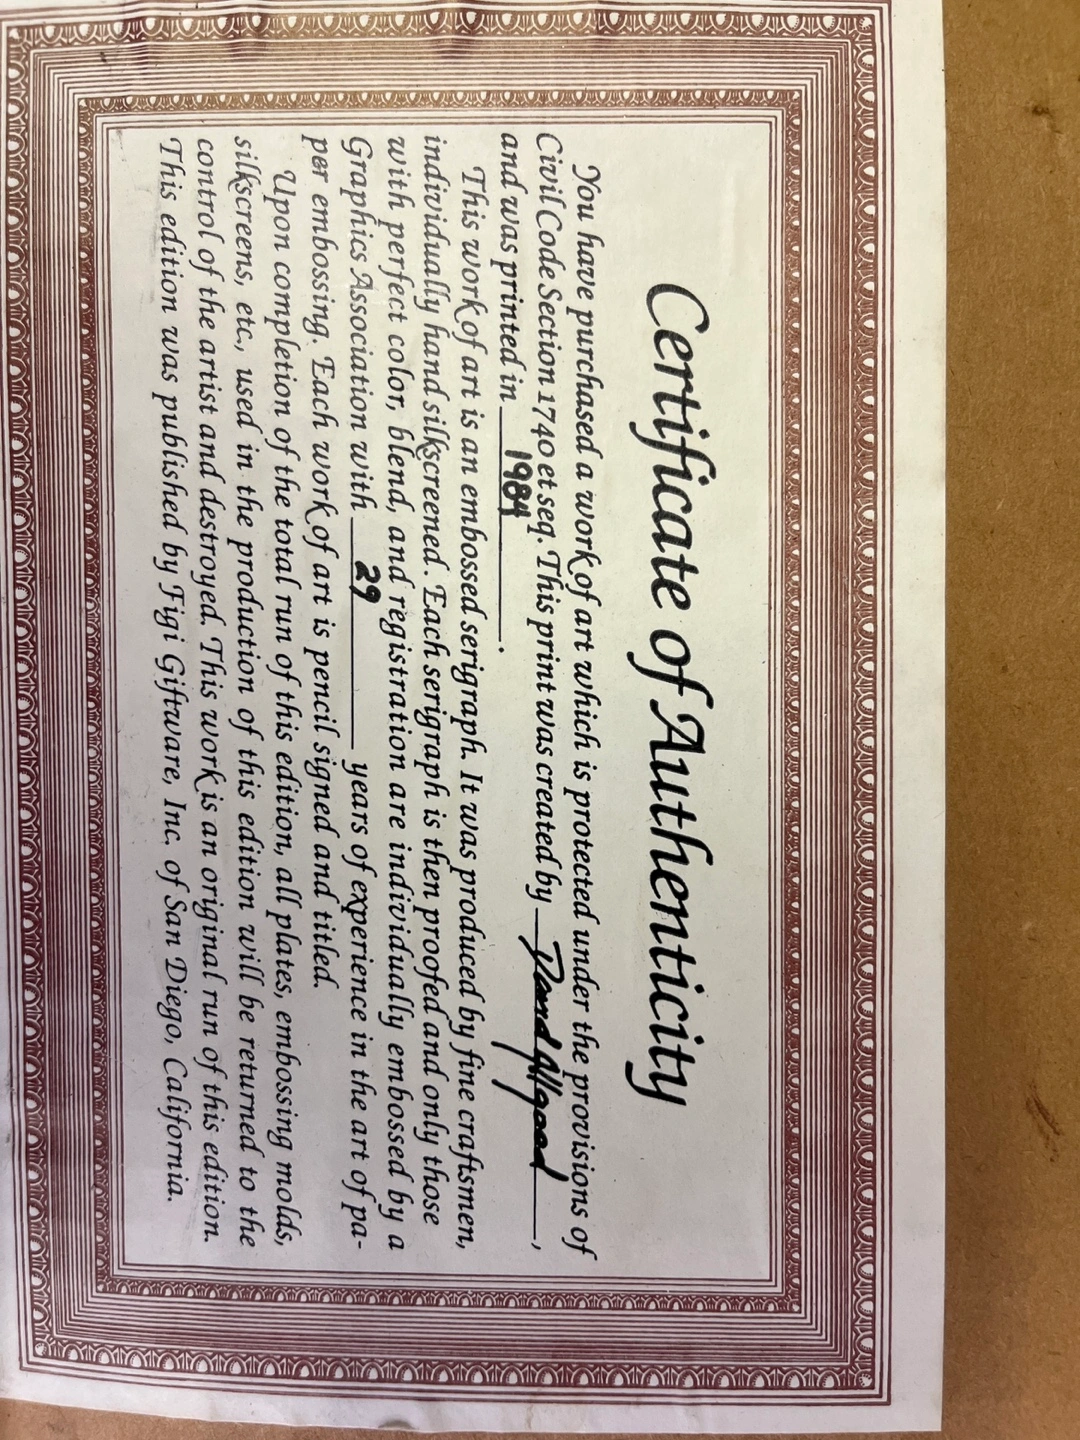 Certificate of Authenticity
You have purchased a work of art which is protected under the provisions of
Civil Code Section 1740 et seq. This print was created by David Allgood,
and was printed in 1984.
This work of art is an embossed serigraph. It was produced by fine craftsmen,
individually hand silkscreened. Each serigraph is then proofed and only those
with perfect color, blend, and registration are individually embossed by a
Graphics Association with 29 years of experience in the art of pa-
per embossing. Each work of art is pencil signed and titled.
Upon completion of the total run of this edition, all plates, embossing molds,
silkscreens, etc., used in the production of this edition will be returned to the
control of the artist and destroyed. This work is an original run of this edition.
This edition was published by Figi Giftware, Inc. of San Diego, California.